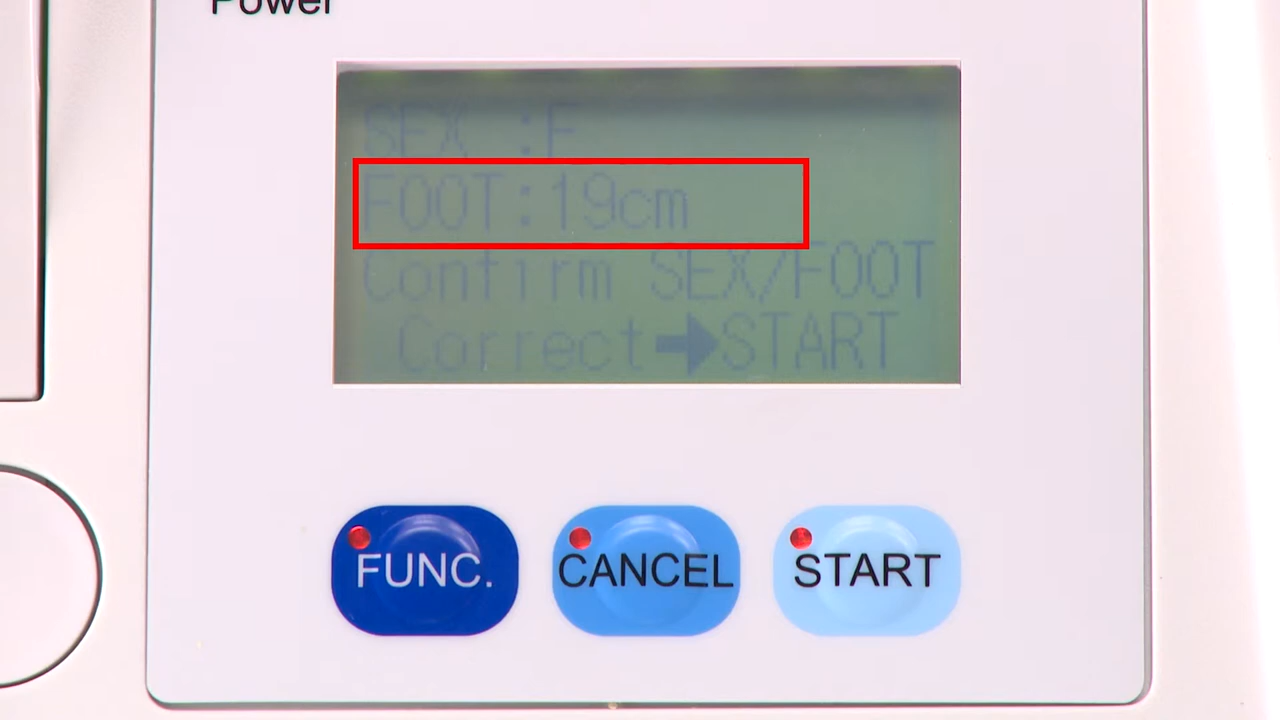 Power
SEX :F
FOOT:19cm
Confirm SEX/FOOT
Correct➡START
FUNC.
CANCEL
START